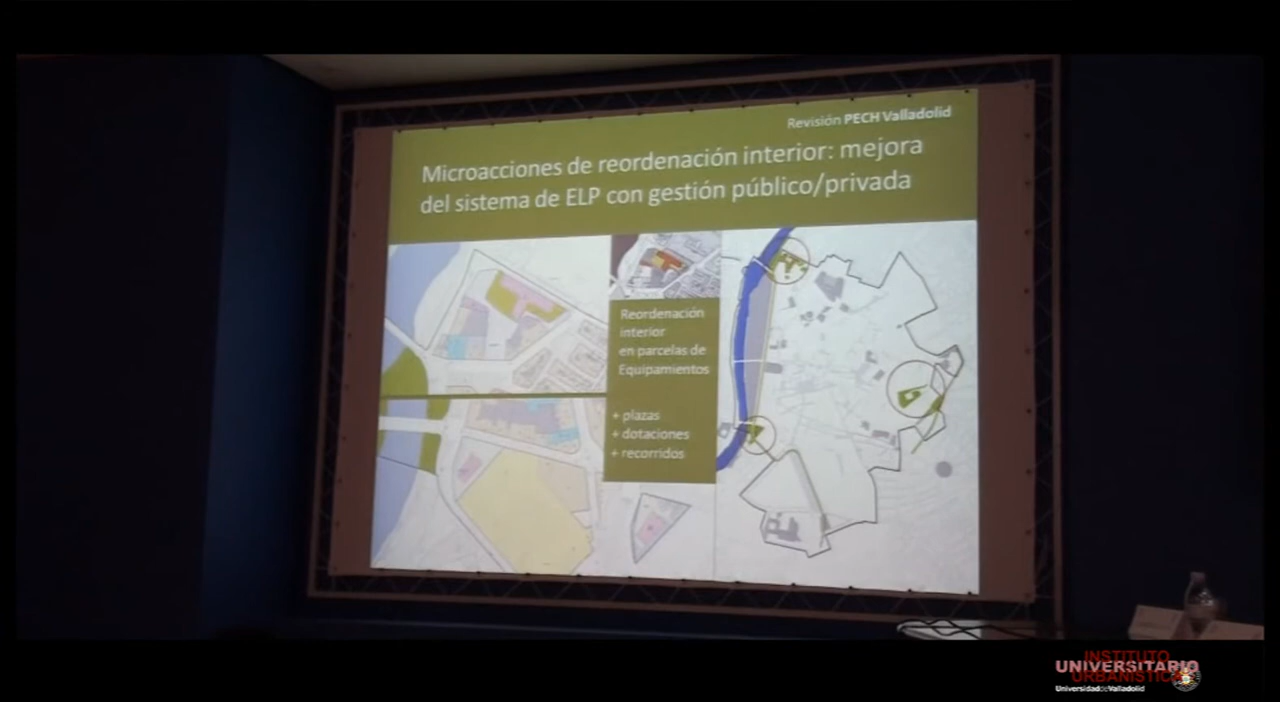 Revisión PECH Valladolid
Microacciones de reordenación interior: mejora
del sistema de ELP con gestión público/privada
Reordenación
interior
en parcelas de
Equipamientos
+ plazas
+ dotaciones
+ recorridos
INSTITUTO
UNIVERSITARIO
URBANÍSTICA
Universidad de Valladolid